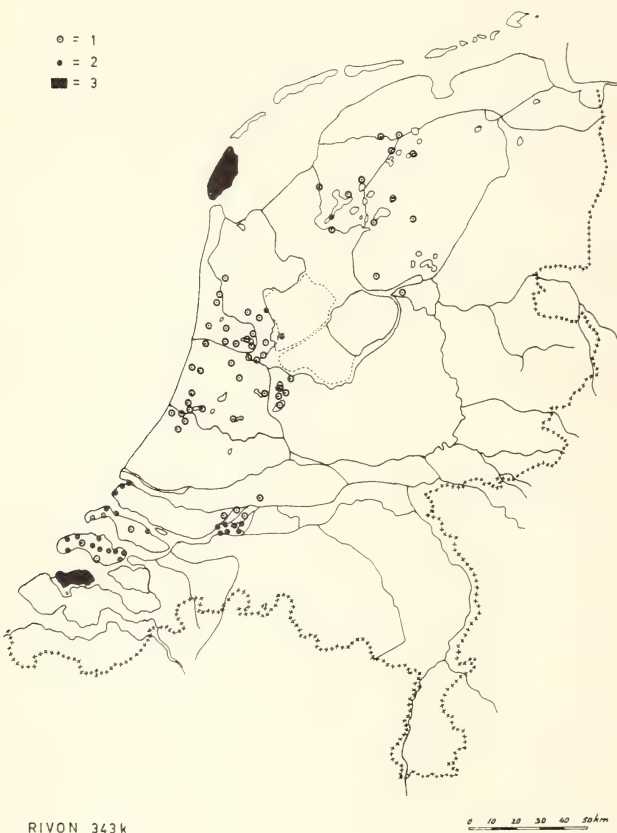 ⊙ = 1
● = 2
■ = 3
RIVON 343k
0 10 20 30 40 50km